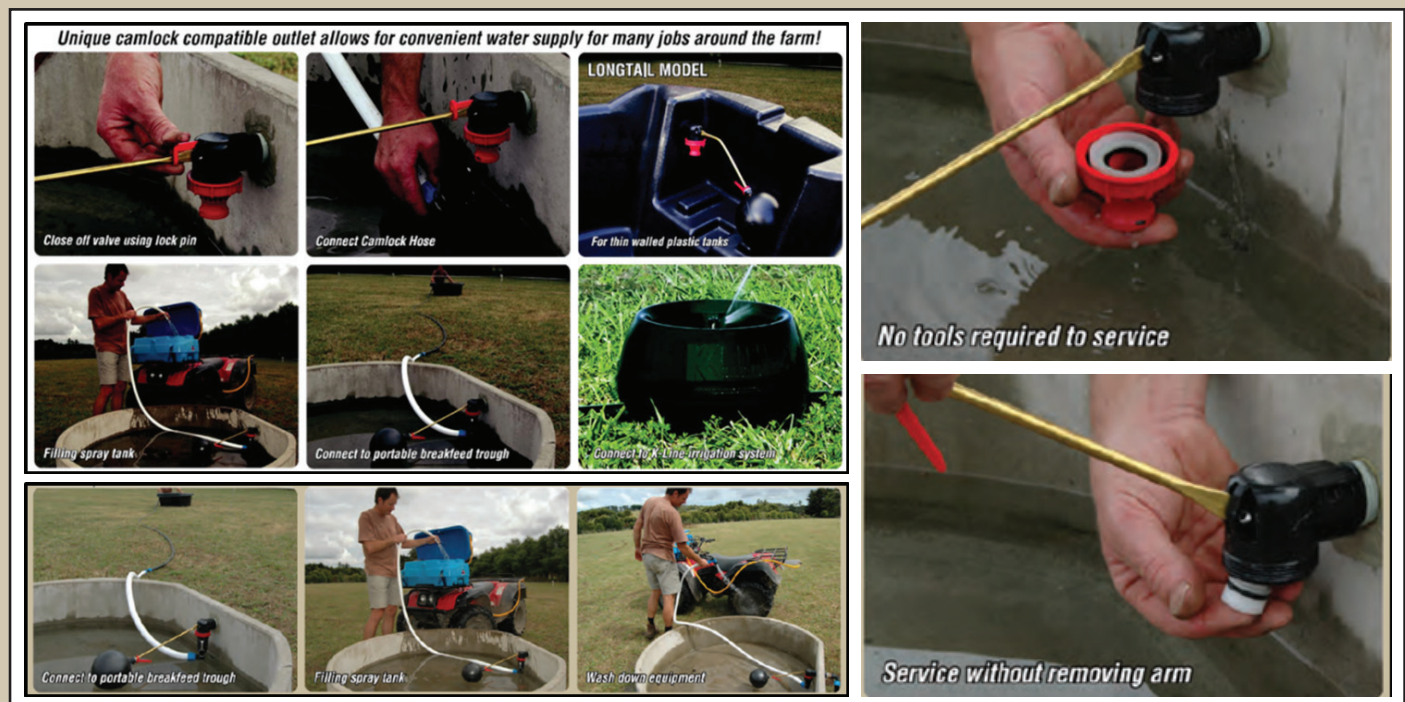 Unique camlock compatible outlet allows for convenient water supply for many jobs around the farm!
Close off valve using lock pin
Connect Camlock Hose
LONGTAIL MODEL
For thin walled plastic tanks
Filling spray tank
Connect to portable breakfeed trough
Connect to K-Line irrigation system
Connect to portable breakfeed trough
Filling spray tank
Wash down equipment
No tools required to service
Service without removing arm